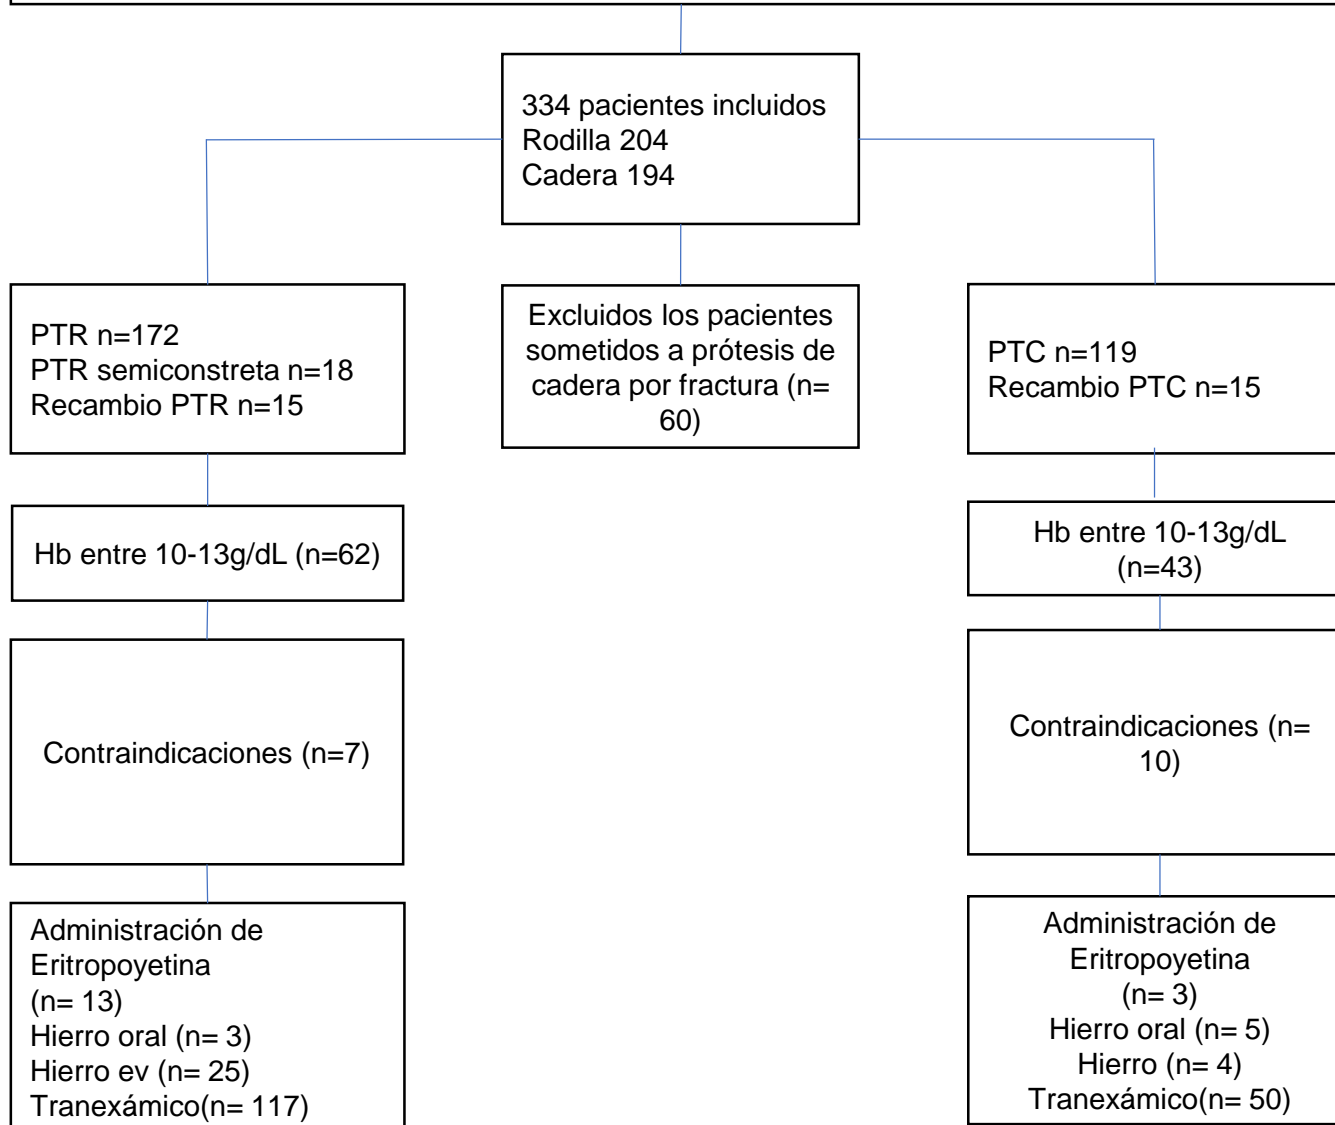 334 pacientes incluidos
Rodilla 204
Cadera 194
PTR n=172
PTR semiconstreta n=18
Recambio PTR n=15
Excluidos los pacientes
sometidos a prótesis de
cadera por fractura (n=
60)
PTC n=119
Recambio PTC n=15
Hb entre 10-13g/dL (n=62)
Hb entre 10-13g/dL
(n=43)
Contraindicaciones (n=7)
Contraindicaciones (n=
10)
Administración de
Eritropoyetina
(n= 13)
Hierro oral (n= 3)
Hierro ev (n= 25)
Tranexámico(n= 117)
Administración de
Eritropoyetina
(n= 3)
Hierro oral (n= 5)
Hierro (n= 4)
Tranexámico(n= 50)